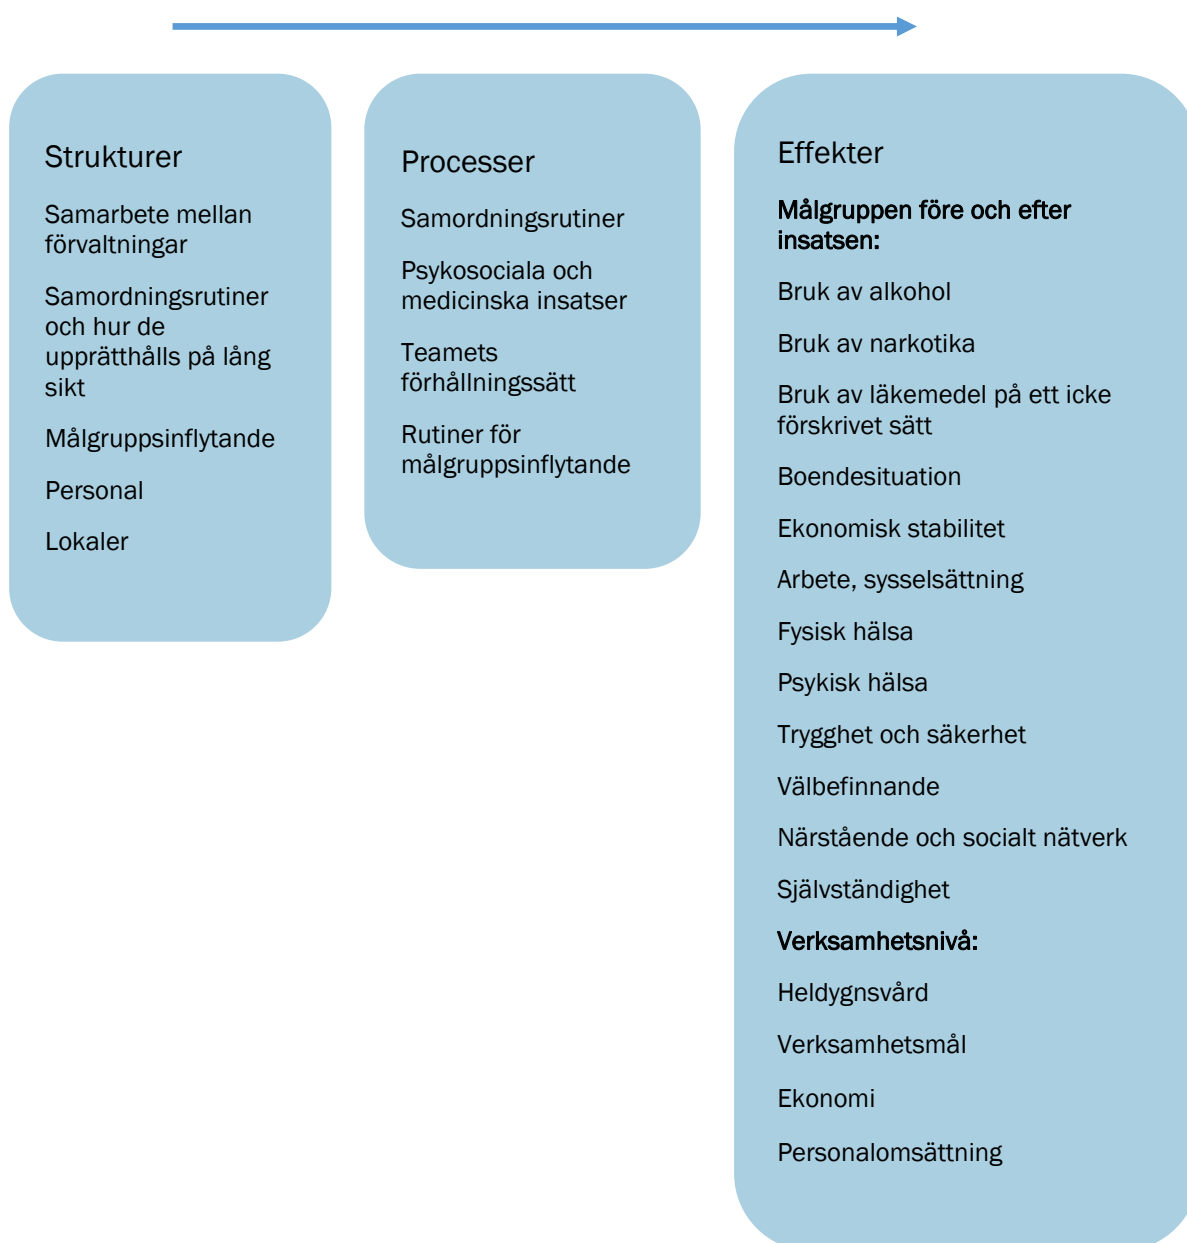 Strukturer
Samarbete mellan
förvaltningar
Samordningsrutiner
och hur de
upprätthålls på lång
sikt
Målgruppsinflytande
Personal
Lokaler
Processer
Samordningsrutiner
Psykosociala och
medicinska insatser
Teamets
förhållningssätt
Rutiner för
målgruppsinflytande
Effekter
Målgruppen före och efter
insatsen:
Bruk av alkohol
Bruk av narkotika
Bruk av läkemedel på ett icke
förskrivet sätt
Boendesituation
Ekonomisk stabilitet
Arbete, sysselsättning
Fysisk hälsa
Psykisk hälsa
Trygghet och säkerhet
Välbefinnande
Närstående och socialt nätverk
Självständighet
Verksamhetsnivå:
Heldygnsvård
Verksamhetsmål
Ekonomi
Personalomsättning